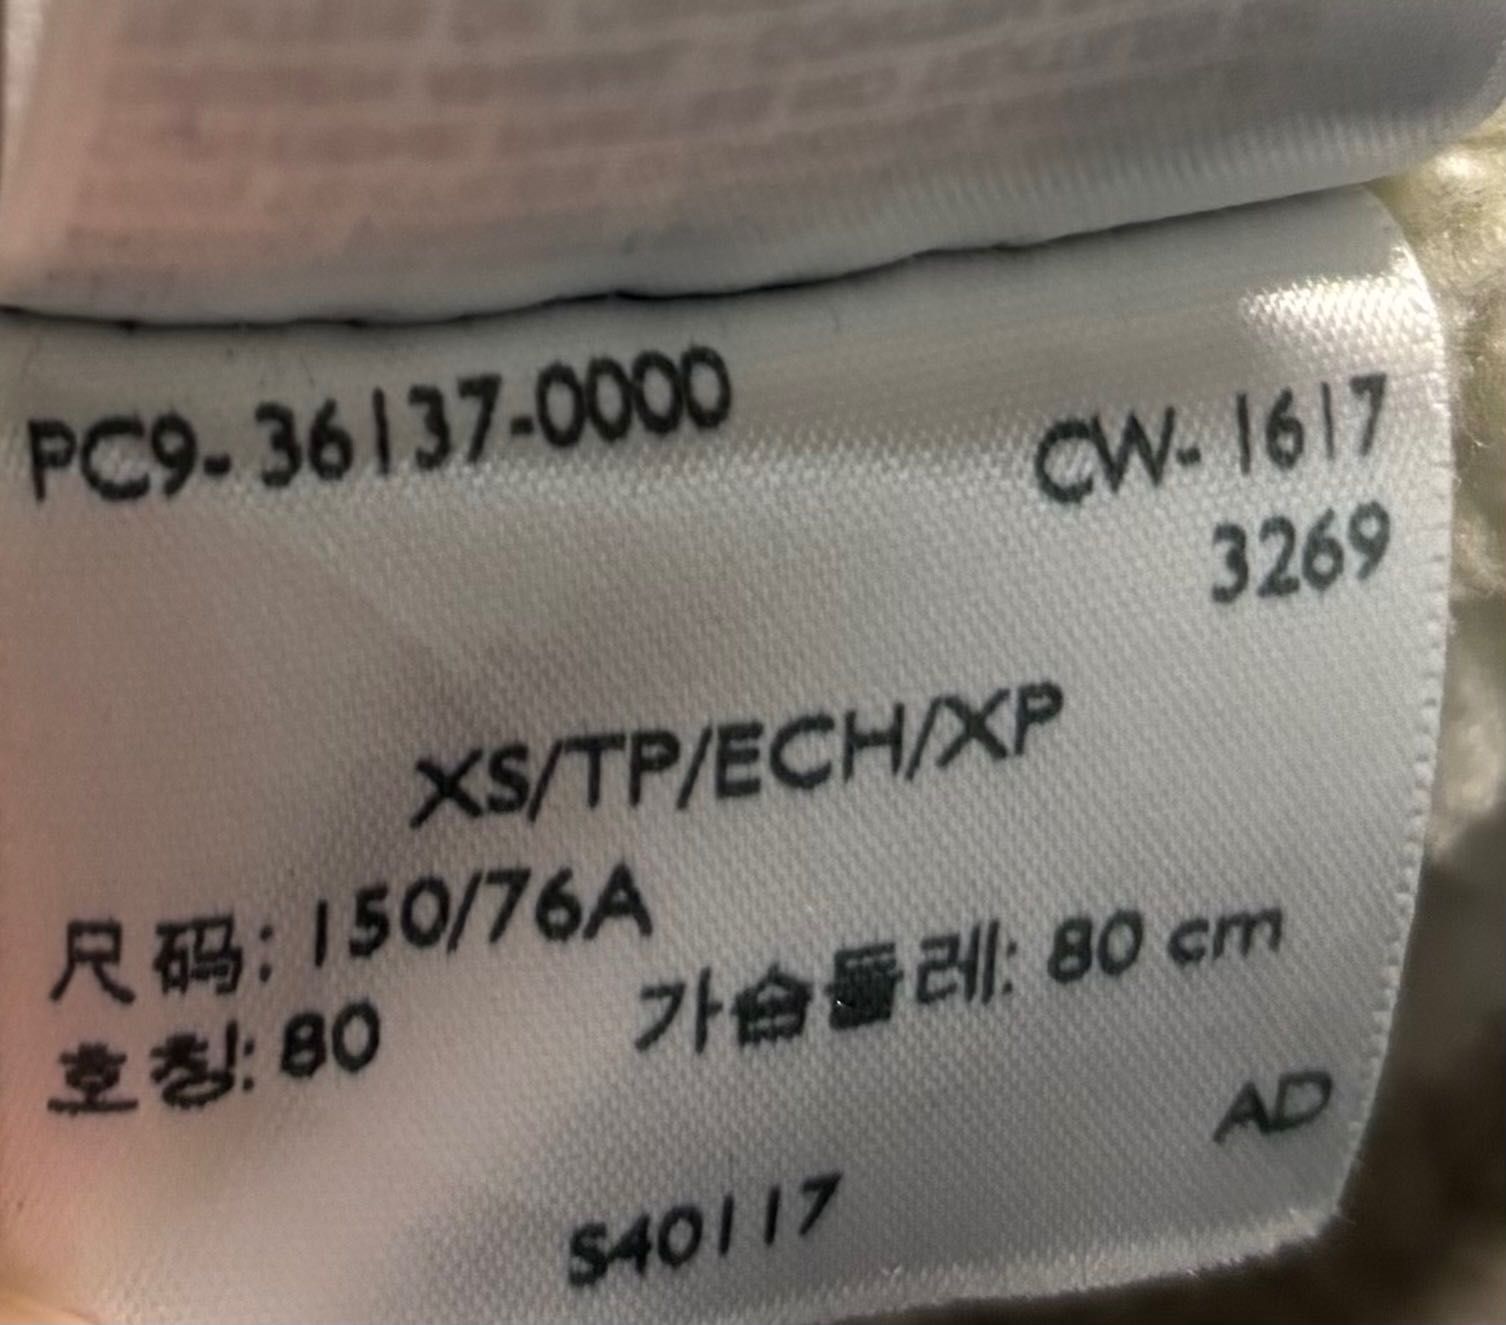 PC9-36137-0000
CW-1617
3269
XS/TP/ECH/XP
尺码: 150/76A
호칭: 80
가슴둘레: 80 cm
AD
S40117